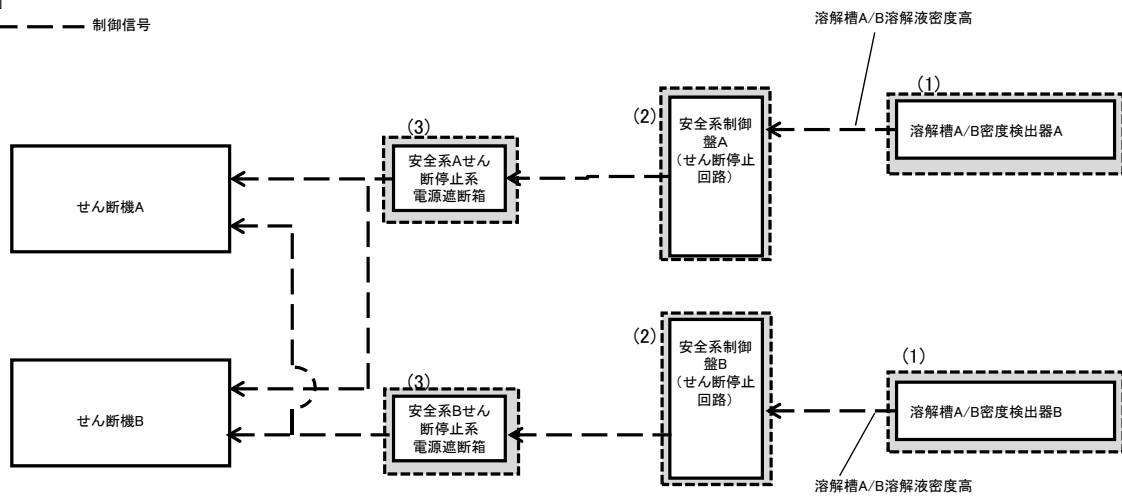 制御信号
溶解槽A/B溶解液密度高
(1)
(2)
安全系制御
盤A
(せん断停止
回路)
溶解槽A/B密度検出器A
(3)
安全系Aせん
断停止系
電源遮断箱
せん断機A
(2)
安全系制御
盤B
(せん断停止
回路)
(1)
溶解槽A/B密度検出器B
(3)
安全系Bせん
断停止系
電源遮断箱
せん断機B
溶解槽A/B溶解液密度高